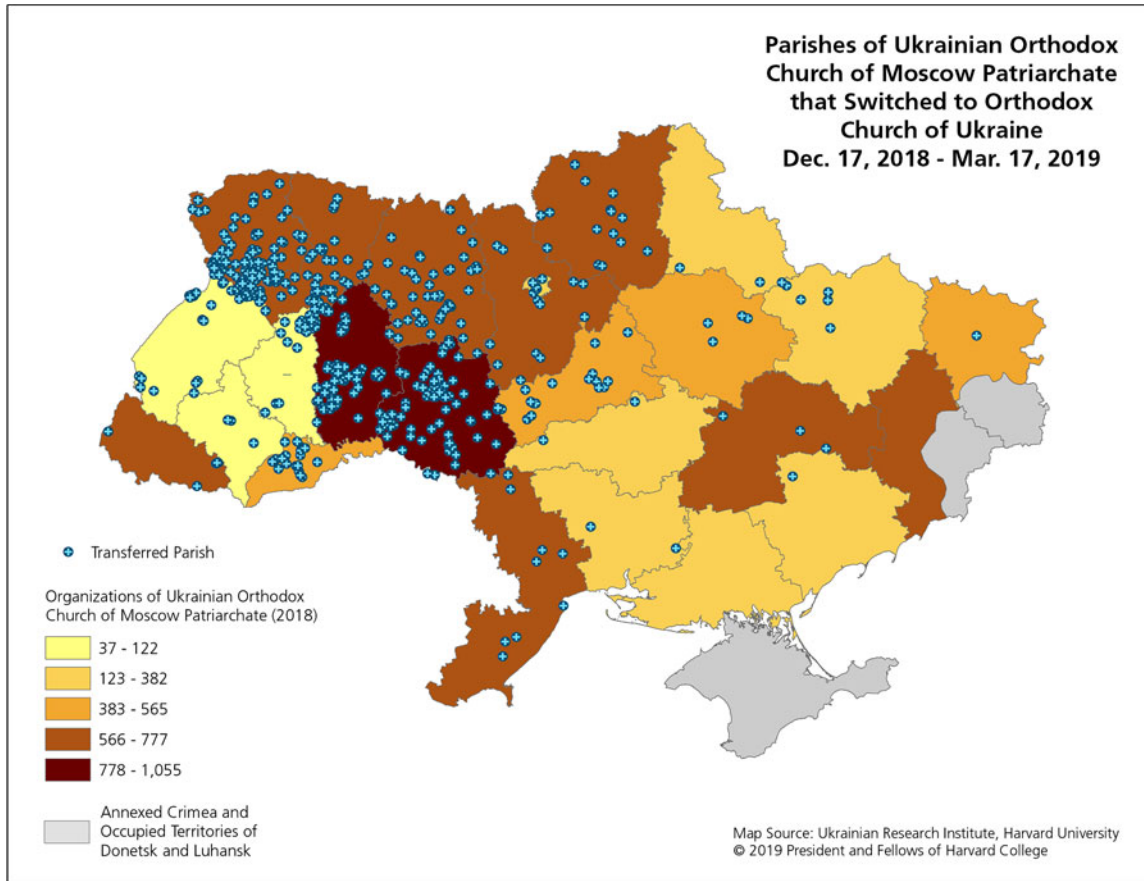 Parishes of Ukrainian Orthodox
Church of Moscow Patriarchate
that Switched to Orthodox
Church of Ukraine
Dec. 17, 2018 - Mar. 17, 2019
Transferred Parish
Organizations of Ukrainian Orthodox
Church of Moscow Patriarchate (2018)
37 - 122
123 - 382
383 - 565
566 - 777
778 - 1,055
Annexed Crimea and
Occupied Territories of
Donetsk and Luhansk
Map Source: Ukrainian Research Institute, Harvard University
© 2019 President and Fellows of Harvard College